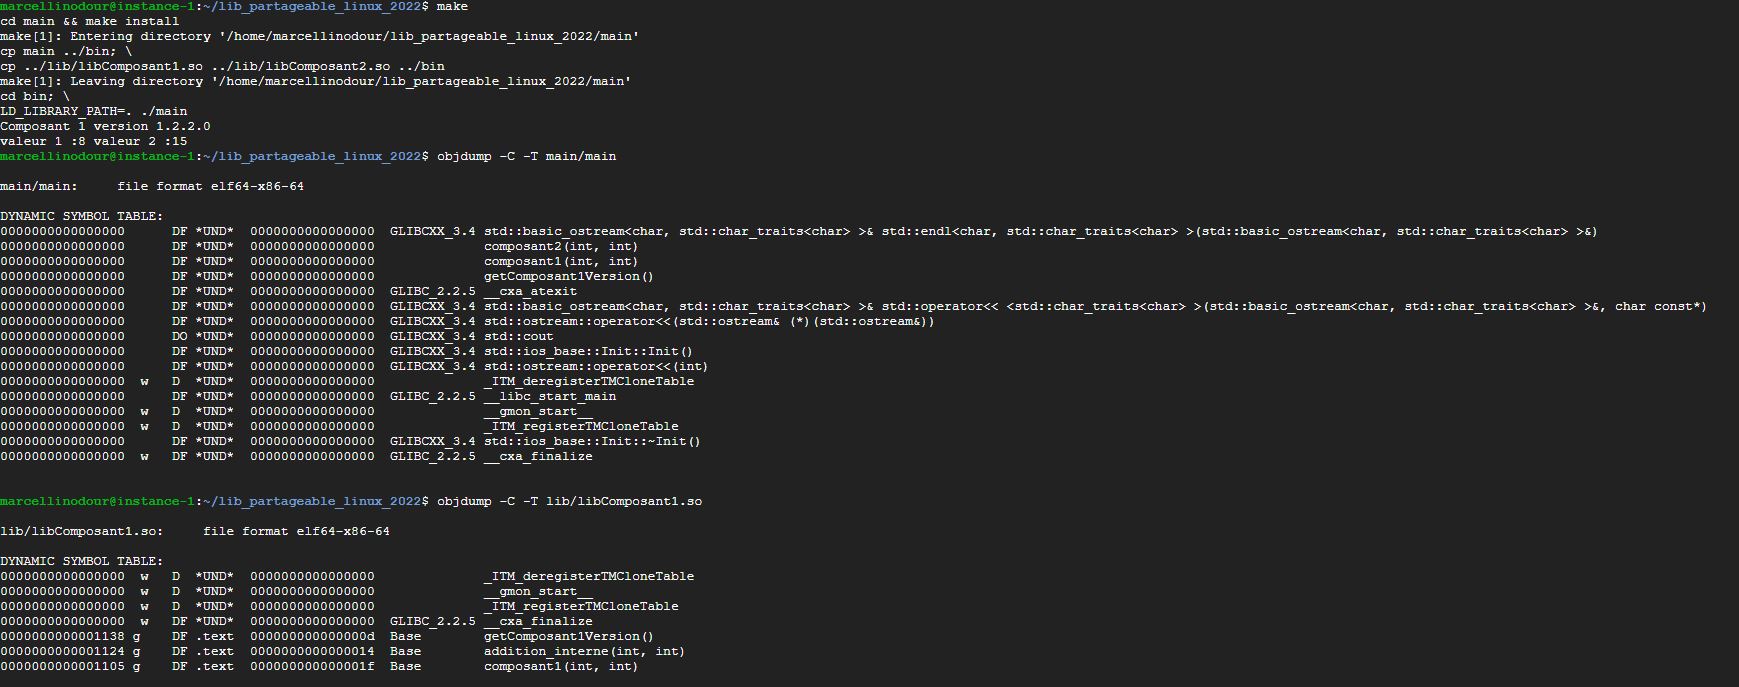 marcellinodour@instance-1:~/lib_partageable_linux_2022$ make
cd main && make install
make[1]: Entering directory '/home/marcellinodour/lib_partageable_linux_2022/main'
cp main ../bin; \
cp ../lib/libComposant1.so ../lib/libComposant2.so ../bin
make[1]: Leaving directory '/home/marcellinodour/lib_partageable_linux_2022/main'
cd bin; \
LD_LIBRARY_PATH=. ./main
Composant 1 version 1.2.2.0
valeur 1 :8 valeur 2 :15
marcellinodour@instance-1:~/lib_partageable_linux_2022$ objdump -C -T main/main
main/main:     file format elf64-x86-64
DYNAMIC SYMBOL TABLE:
0000000000000000      DF *UND*  0000000000000000  GLIBCXX_3.4 std::basic_ostream<char, std::char_traits<char> >& std::endl<char, std::char_traits<char> >(std::basic_ostream<char, std::char_traits<char> >&)
0000000000000000      DF *UND*  0000000000000000              composant2(int, int)
0000000000000000      DF *UND*  0000000000000000              composant1(int, int)
0000000000000000      DF *UND*  0000000000000000              getComposant1Version()
0000000000000000      DF *UND*  0000000000000000  GLIBC_2.2.5 __cxa_atexit
0000000000000000      DF *UND*  0000000000000000  GLIBCXX_3.4 std::basic_ostream<char, std::char_traits<char> >& std::operator<< <std::char_traits<char> >(std::basic_ostream<char, std::char_traits<char> >&, char const*)
0000000000000000      DF *UND*  0000000000000000  GLIBCXX_3.4 std::ostream::operator<<(std::ostream& (*)(std::ostream&))
0000000000000000      DO *UND*  0000000000000000  GLIBCXX_3.4 std::cout
0000000000000000      DF *UND*  0000000000000000  GLIBCXX_3.4 std::ios_base::Init::Init()
0000000000000000      DF *UND*  0000000000000000  GLIBCXX_3.4 std::ostream::operator<<(int)
0000000000000000  w   D  *UND*  0000000000000000              _ITM_deregisterTMCloneTable
0000000000000000      DF *UND*  0000000000000000  GLIBC_2.2.5 __libc_start_main
0000000000000000  w   D  *UND*  0000000000000000              __gmon_start__
0000000000000000  w   D  *UND*  0000000000000000              _ITM_registerTMCloneTable
0000000000000000      DF *UND*  0000000000000000  GLIBCXX_3.4 std::ios_base::Init::~Init()
0000000000000000  w   DF *UND*  0000000000000000  GLIBC_2.2.5 __cxa_finalize
marcellinodour@instance-1:~/lib_partageable_linux_2022$ objdump -C -T lib/libComposant1.so
lib/libComposant1.so:     file format elf64-x86-64
DYNAMIC SYMBOL TABLE:
0000000000000000  w   D  *UND*  0000000000000000              _ITM_deregisterTMCloneTable
0000000000000000  w   D  *UND*  0000000000000000              __gmon_start__
0000000000000000  w   D  *UND*  0000000000000000              _ITM_registerTMCloneTable
0000000000000000  w   DF *UND*  0000000000000000  GLIBC_2.2.5 __cxa_finalize
0000000000001138 g    DF .text  000000000000000d  Base        getComposant1Version()
0000000000001124 g    DF .text  0000000000000014  Base        addition_interne(int, int)
0000000000001105 g    DF .text  000000000000001f  Base        composant1(int, int)